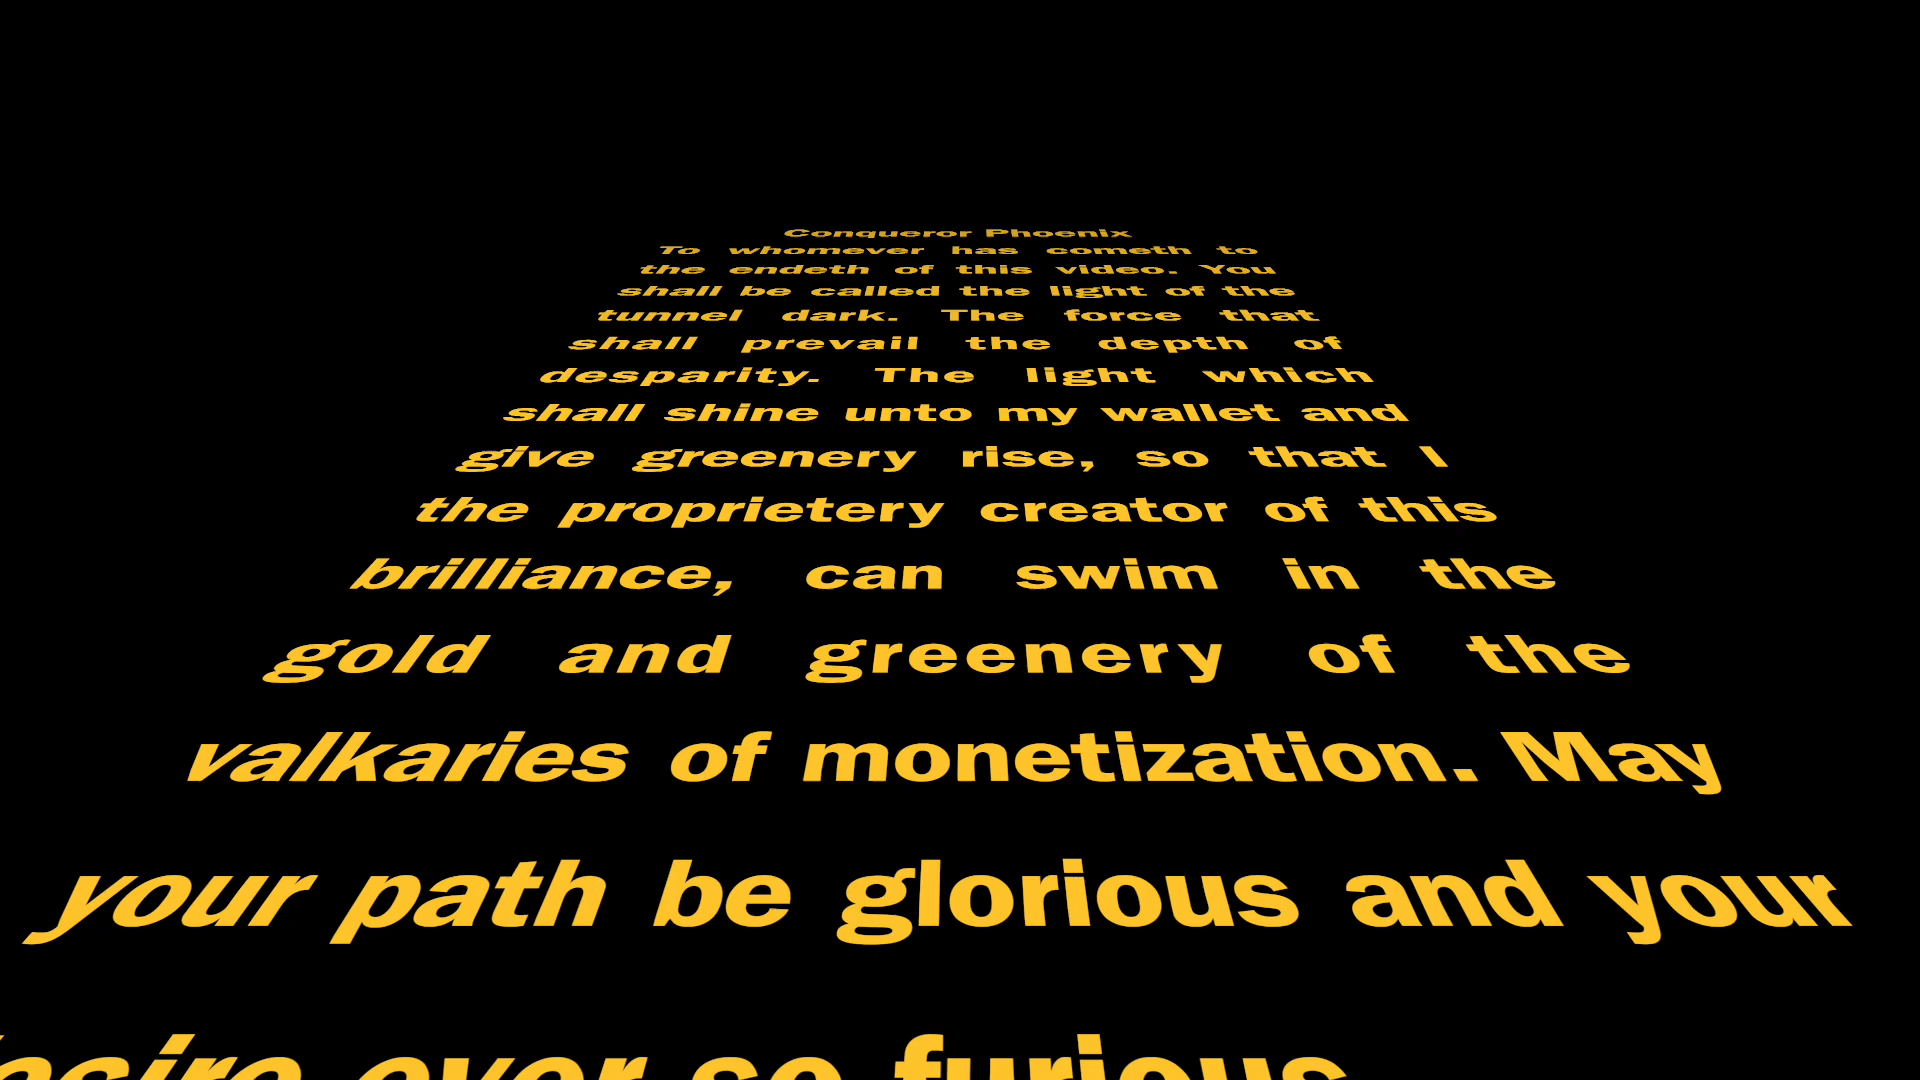 Conqueror Phoenix
To whomever has cometh to
the endeth of this video. You
shall be called the light of the
tunnel dark. The force that
shall prevail the depth of
desparity. The light which
shall shine unto my wallet and
give greenery rise, so that I
the proprietery creator of this
brilliance, can swim in the
gold and greenery of the
valkaries of monetization. May
your path be glorious and your
ever so furious